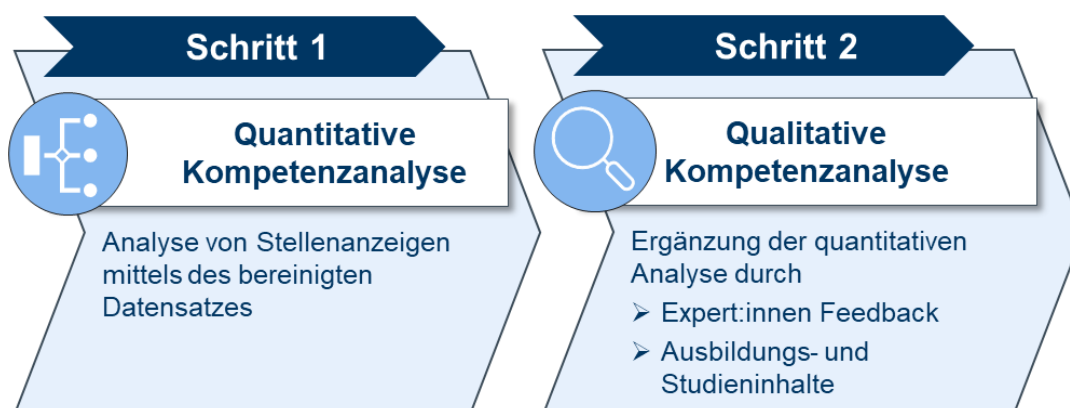 Schritt 1
Quantitative
Kompetenzanalyse
Analyse von Stellenanzeigen
mittels des bereinigten
Datensatzes
Schritt 2
Qualitative
Kompetenzanalyse
Ergänzung der quantitativen
Analyse durch
➢ Expert:innen Feedback
➢ Ausbildungs- und
Studieninhalte